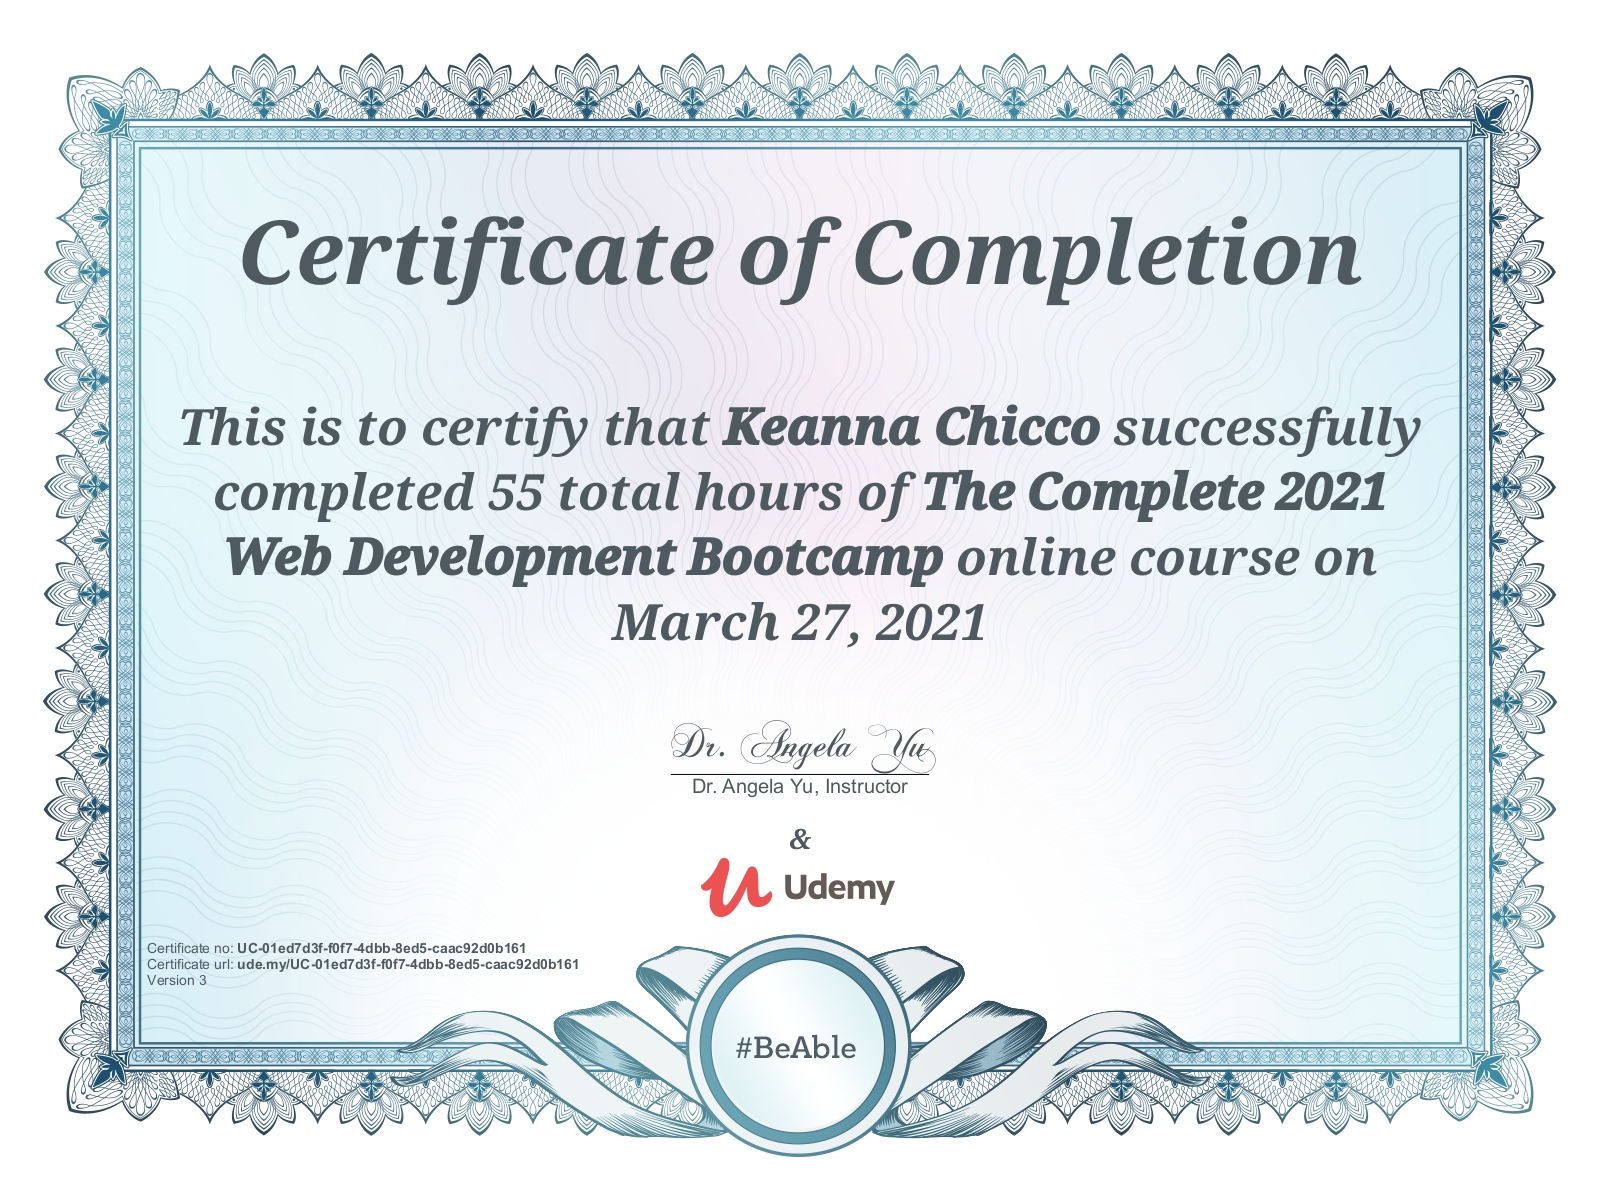 Certificate of Completion
This is to certify that Keanna Chicco successfully
completed 55 total hours of The Complete 2021
Web Development Bootcamp online course on
March 27, 2021
Dr. Angela Yu
Dr. Angela Yu, Instructor
&
Udemy
Certificate no: UC-01ed7d3f-f0f7-4dbb-8ed5-caac92d0b161
Certificate url: ude.my/UC-01ed7d3f-f0f7-4dbb-8ed5-caac92d0b161
Version 3
#BeAble